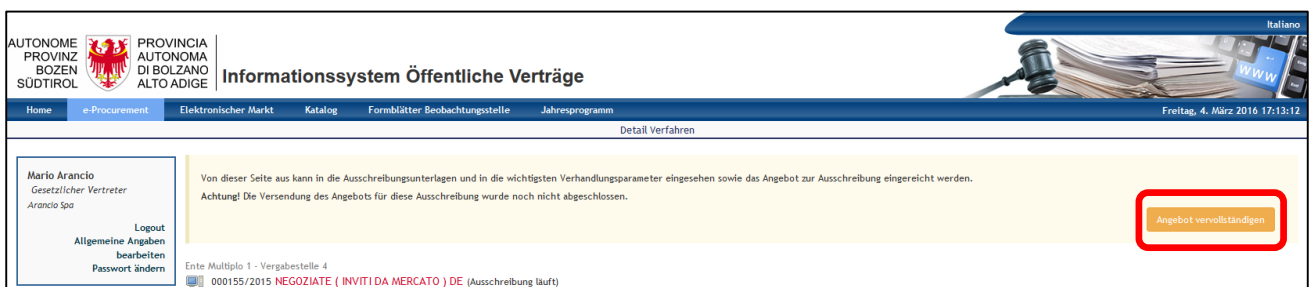 Italiano
AUTONOME PROVINZ BOZEN SÜDTIROL
PROVINCIA AUTONOMA DI BOLZANO ALTO ADIGE
Informationssystem Öffentliche Verträge
WWW
Home e-Procurement Elektronischer Markt Katalog Formblätter Beobachtungsstelle Jahresprogramm Freitag, 4. März 2016 17:13:12
Detail Verfahren
Mario Arancio
Gesetzlicher Vertreter
Arancio Spa
Logout
Allgemeine Angaben
bearbeiten
Passwort ändern
Von dieser Seite aus kann in die Ausschreibungsunterlagen und in die wichtigsten Verhandlungsparameter eingesehen sowie das Angebot zur Ausschreibung eingereicht werden.
Achtung! Die Versendung des Angebots für diese Ausschreibung wurde noch nicht abgeschlossen.
Angebot vervollständigen
Ente Multiplo 1 - Vergabestelle 4
000155/2015 NEGOZIATE ( INVITI DA MERCATO ) DE (Ausschreibung läuft)